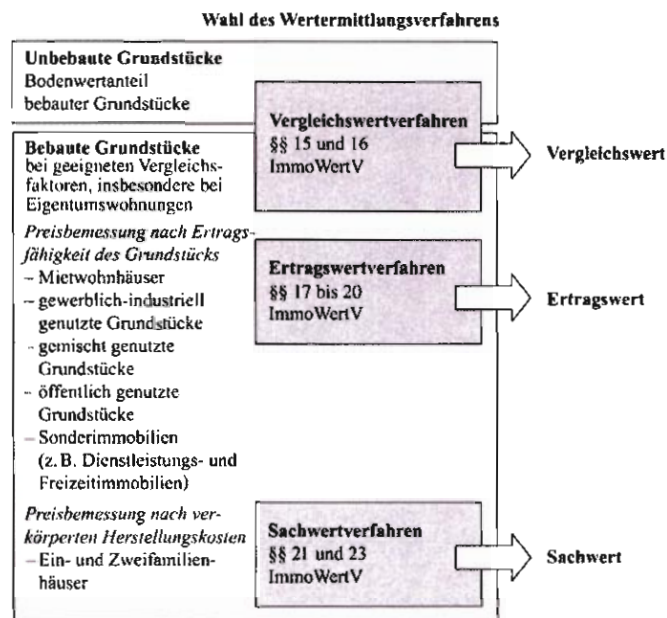 Wahl des Wertermittlungsverfahrens
Unbebaute Grundstücke
Bodenwertanteil
bebauter Grundstücke
Vergleichswertverfahren
§§ 15 und 16
ImmoWertV
Vergleichswert
Bebaute Grundstücke
bei geeigneten Vergleichs-
faktoren, insbesondere bei
Eigentumswohnungen
Preisbemessung nach Ertrags-
fähigkeit des Grundstücks
– Mietwohnhäuser
– gewerblich-industriell
genutzte Grundstücke
- gemischt genutzte
Grundstücke
– öffentlich genutzte
Grundstücke
– Sonderimmobilien
(z. B. Dienstleistungs- und
Freizeitimmobilien)
Ertragswertverfahren
§§ 17 bis 20
ImmoWertV
Ertragswert
Preisbemessung nach ver-
körperten Herstellungskosten
– Ein- und Zweifamilien-
häuser
Sachwertverfahren
§§ 21 und 23
ImmoWertV
Sachwert